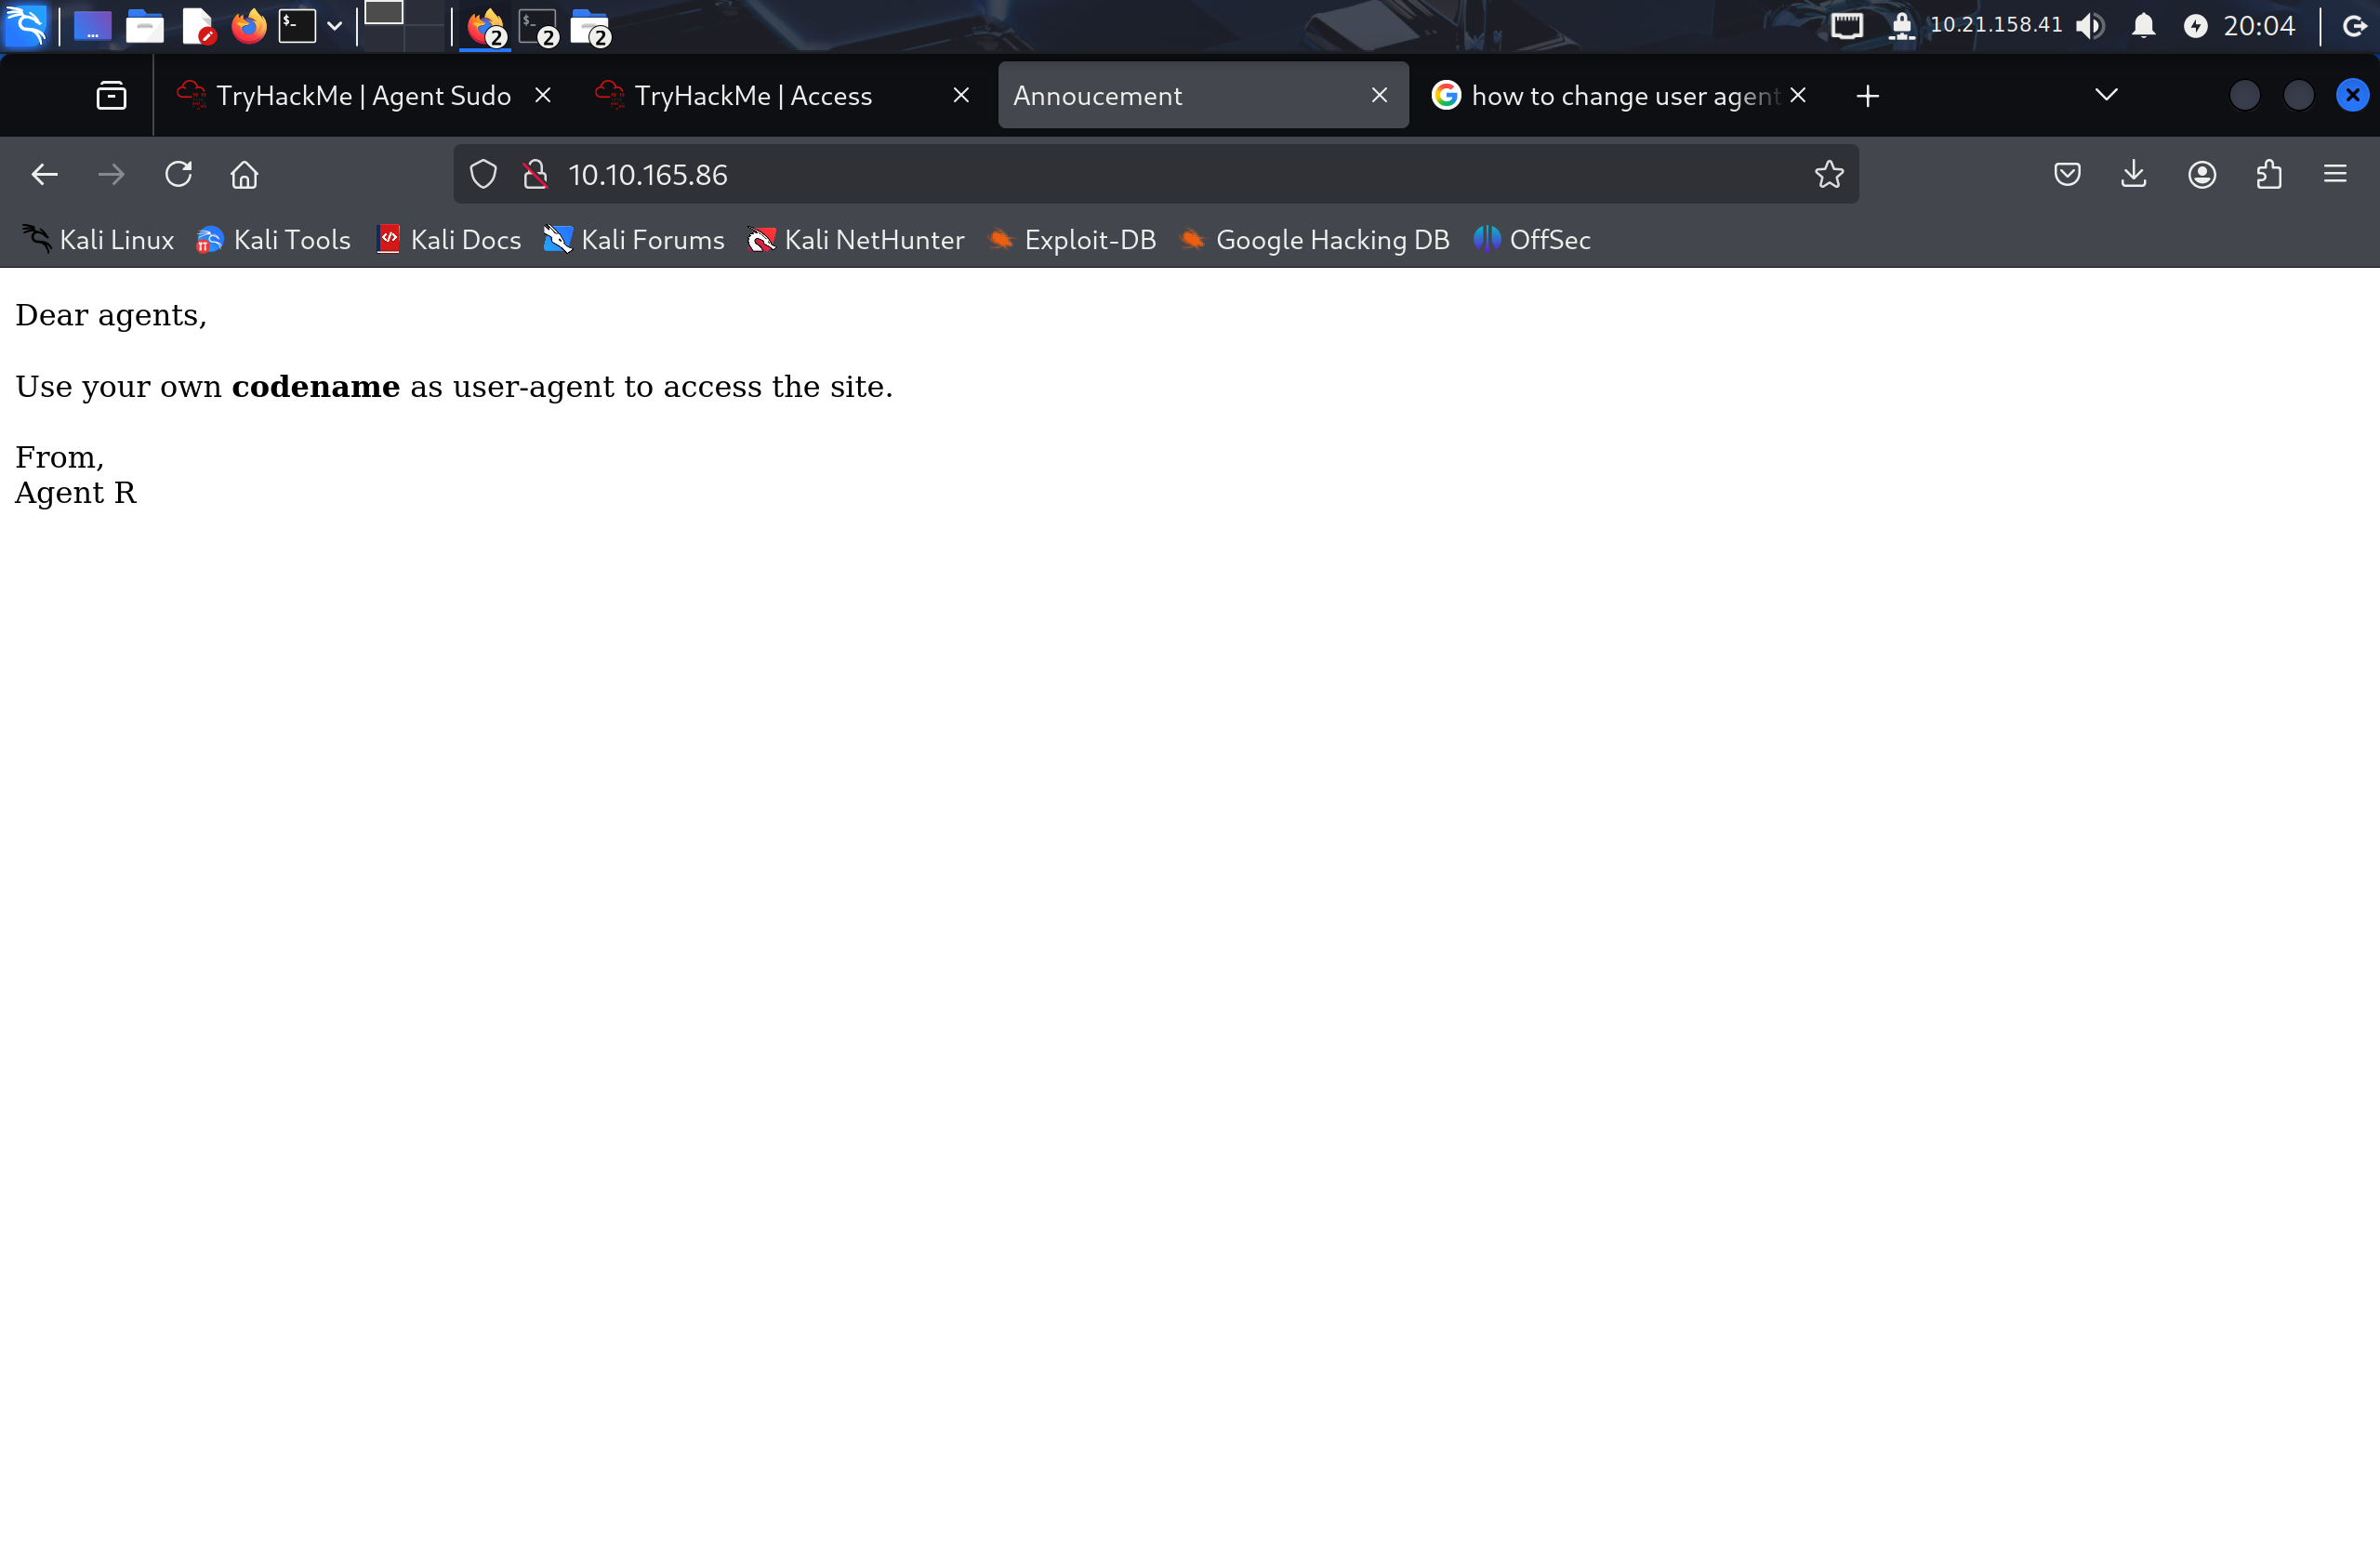 10.21.158.41 20:04
2 2 2
TryHackMe | Agent Sudo
TryHackMe | Access
Annoucement
how to change user agent
10.10.165.86
Kali Linux
Kali Tools
Kali Docs
Kali Forums
Kali NetHunter
Exploit-DB
Google Hacking DB
OffSec
Dear agents,
Use your own codename as user-agent to access the site.
From,
Agent R